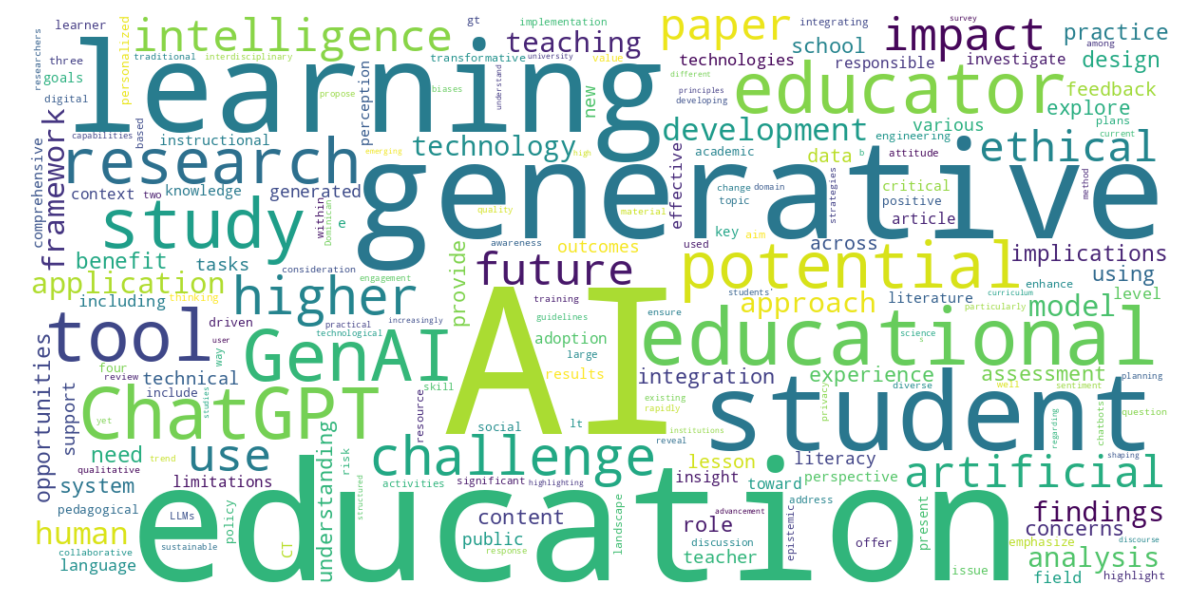 learner
gt
implementation
paper
integrating
survey
among
researchers
three
goals
digital
personalized
intelligence
traditional
interdisciplinary
transformative
university
value
teaching
school
impact
practice
technologies
responsible
investigate
design
learning
perception
biases
understand
propose
new
educator
different
principles
developing
feedback
explore
plans
current
capabilities
based
instructional
framework
comprehensive
research
emerging
high
technology
development
various
engineering
academic
data
b
attitude
ethical
context
two
knowledge
generated
generative
effective
change
domain
topic
strategies
critical
positive
article
method
study
within
Dominican
e
quality
material
key
aim
used
across
implications
benefit
tasks
consideration
awareness
outcomes
provide
future
potential
using
application
including
thinking
higher
engagement
training
students'
approach
literature
enhance
curriculum
particularly
model
level
tool
driven
user
practical
technological
increasingly
GenAI
AI
guidelines
adoption
large
ensure
educational
science
s
opportunities
four
review
way
technical
include
studies
support
yet
ChatGPT
skill
resource
results
existing
rapidly
integration
experience
privacy
diverse
assessment
well
sentiment
planning
chatbots
question
student
regarding
need
use
qualitative
trend
limitations
system
pedagogical
understanding
risk
structured
social
lt
institutions
reveal
challenge
activities
significant
highlighting
lesson
insight
literacy
toward
perspective
shaping
artificial
human
LLMs
policy
CT
collaborative
language
sustainable
education
content
public
response
landscape
role
advancement
discussion
teacher
epistemic
address
offer
present
issue
findings
concerns
emphasize
discourse
analysis
field
highlight